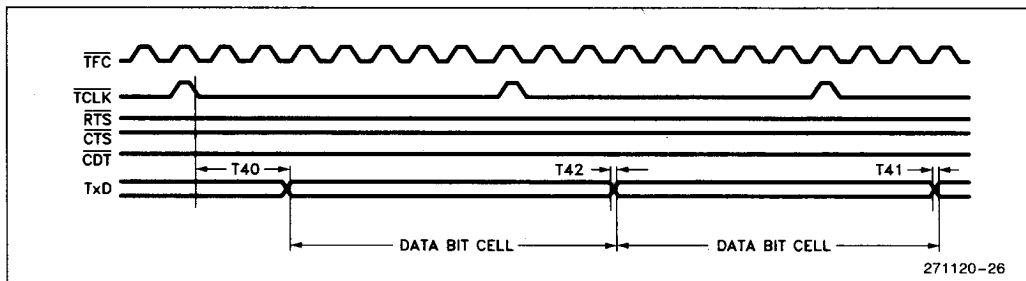 TFC
TCLK
RTS
CTS
CDT
T40
T42
T41
TxD
DATA BIT CELL
DATA BIT CELL
271120-26